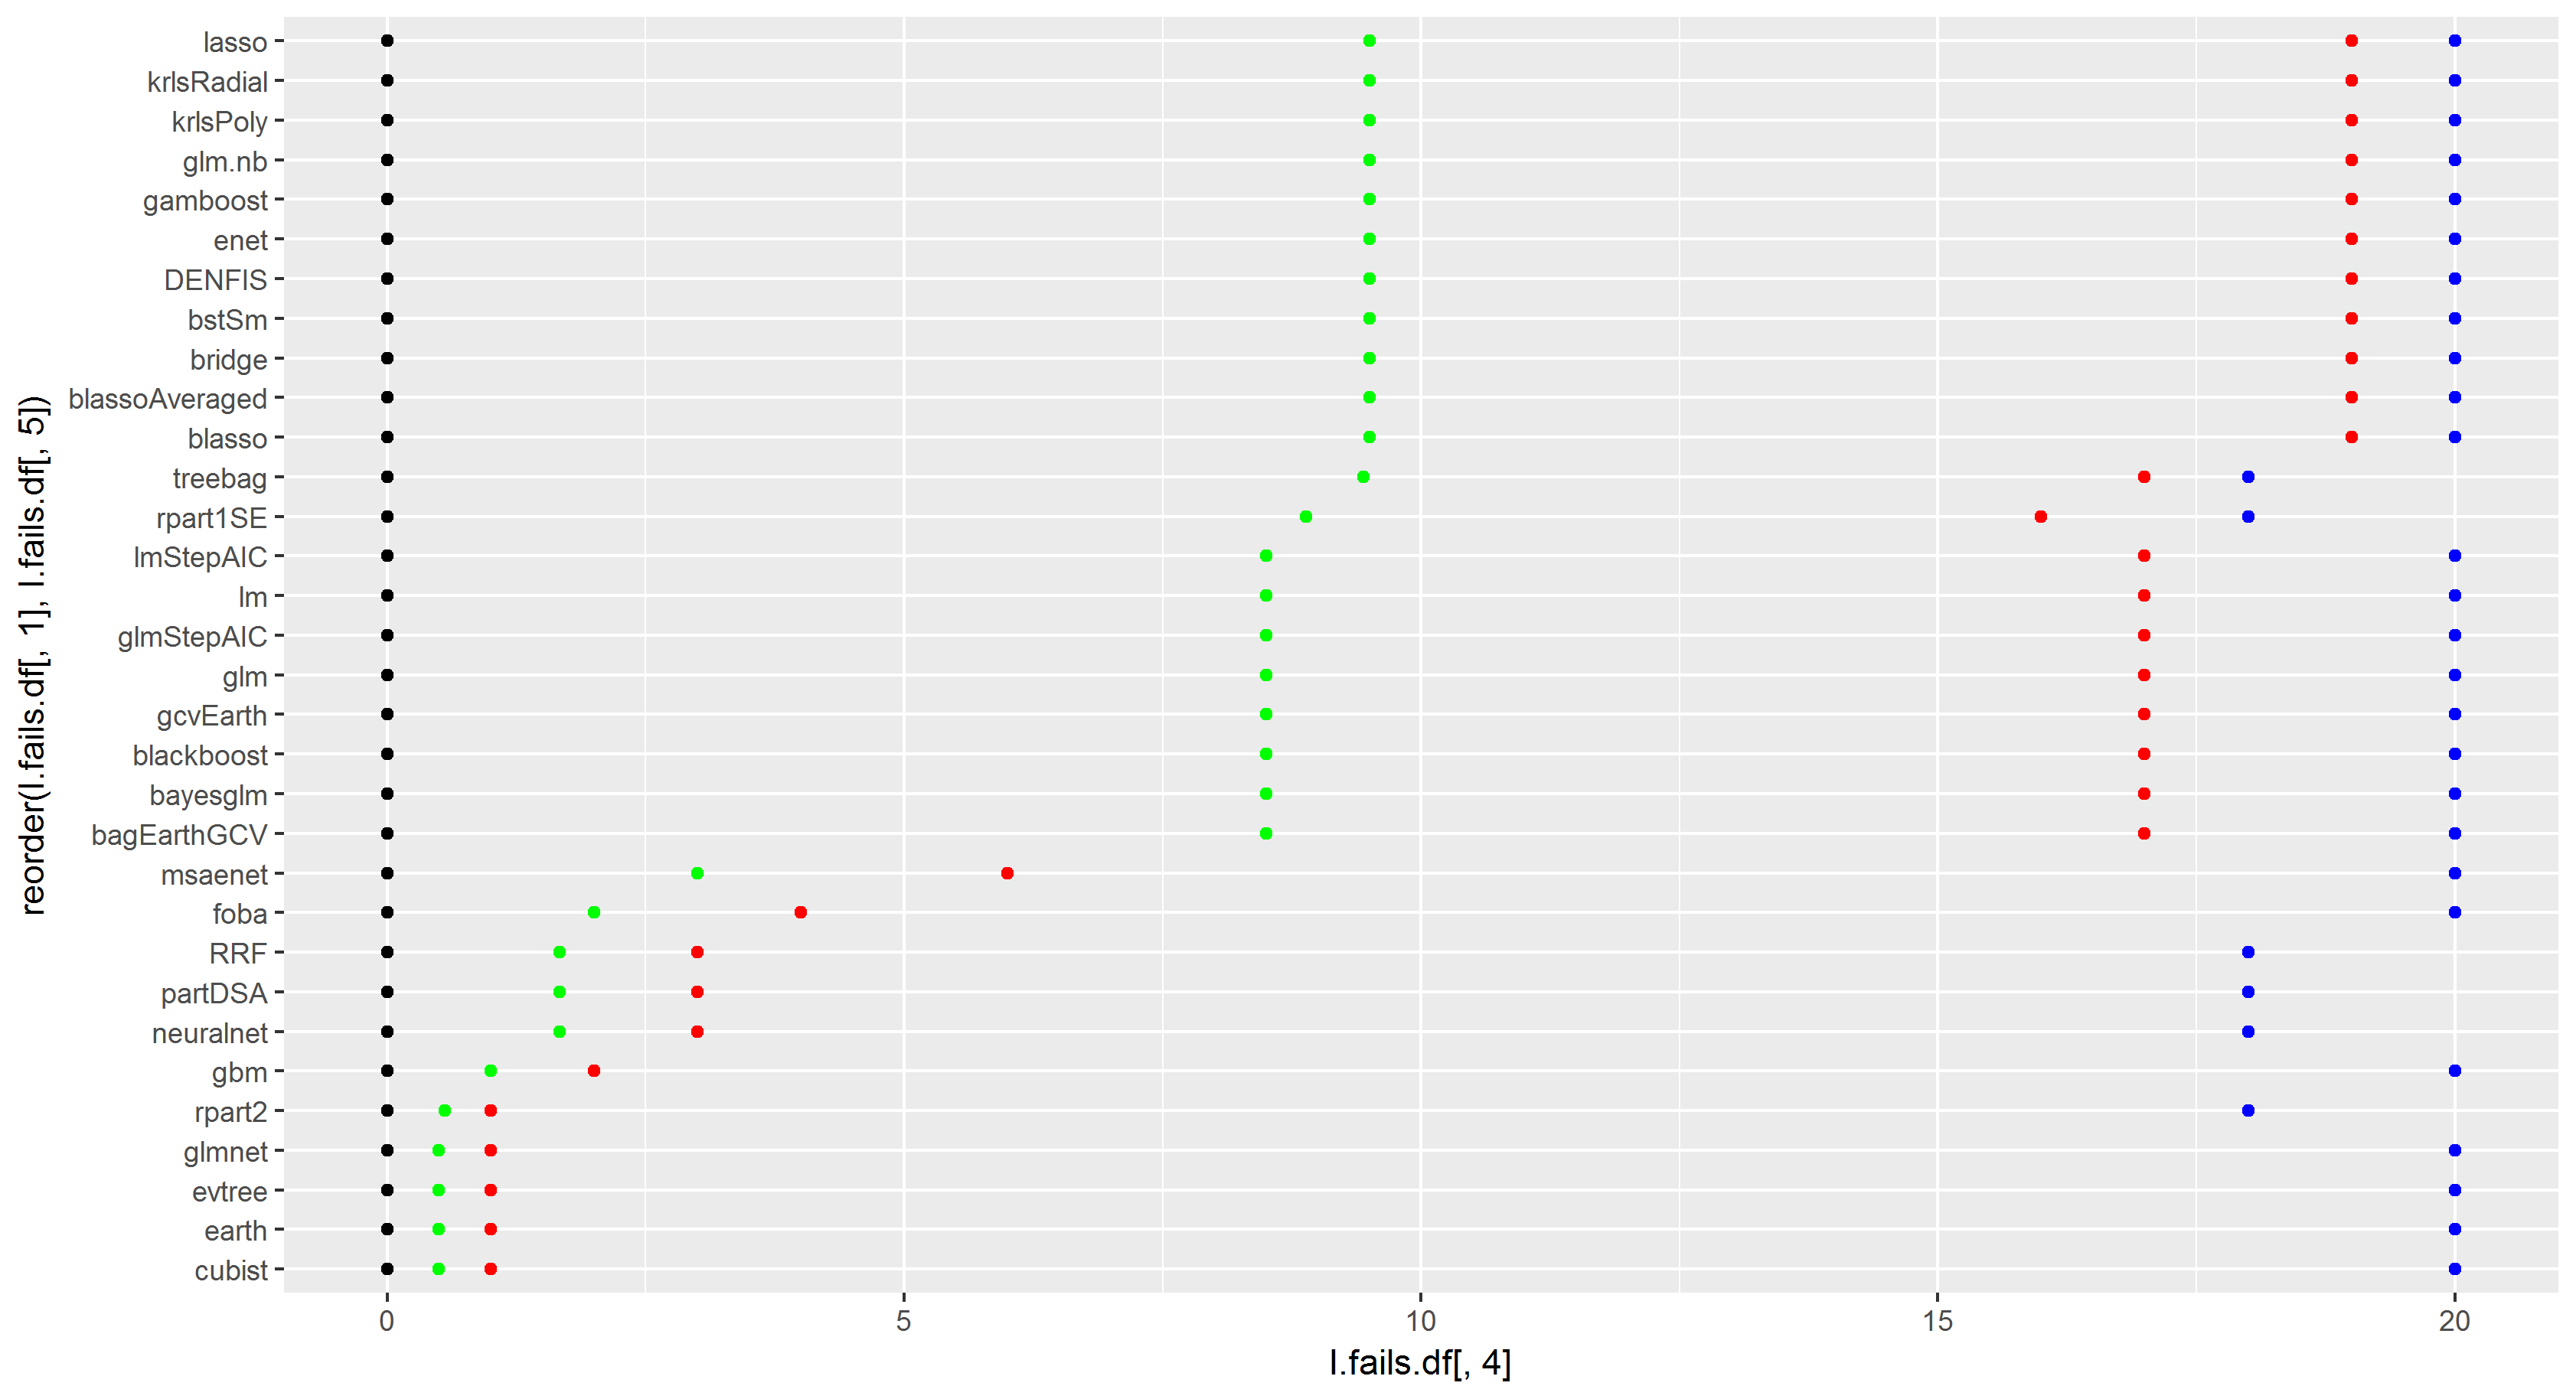 reorder(I.fails.df[, 1], I.fails.df[, 5])
lasso
krlsRadial
krlsPoly
glm.nb
gamboost
enet
DENFIS
bstSm
bridge
blassoAveraged
blasso
treebag
rpart1SE
lmStepAIC
lm
glmStepAIC
glm
gcvEarth
blackboost
bayesglm
bagEarthGCV
msaenet
foba
RRF
partDSA
neuralnet
gbm
rpart2
glmnet
evtree
earth
cubist
0 5 10 15 20
I.fails.df[, 4]